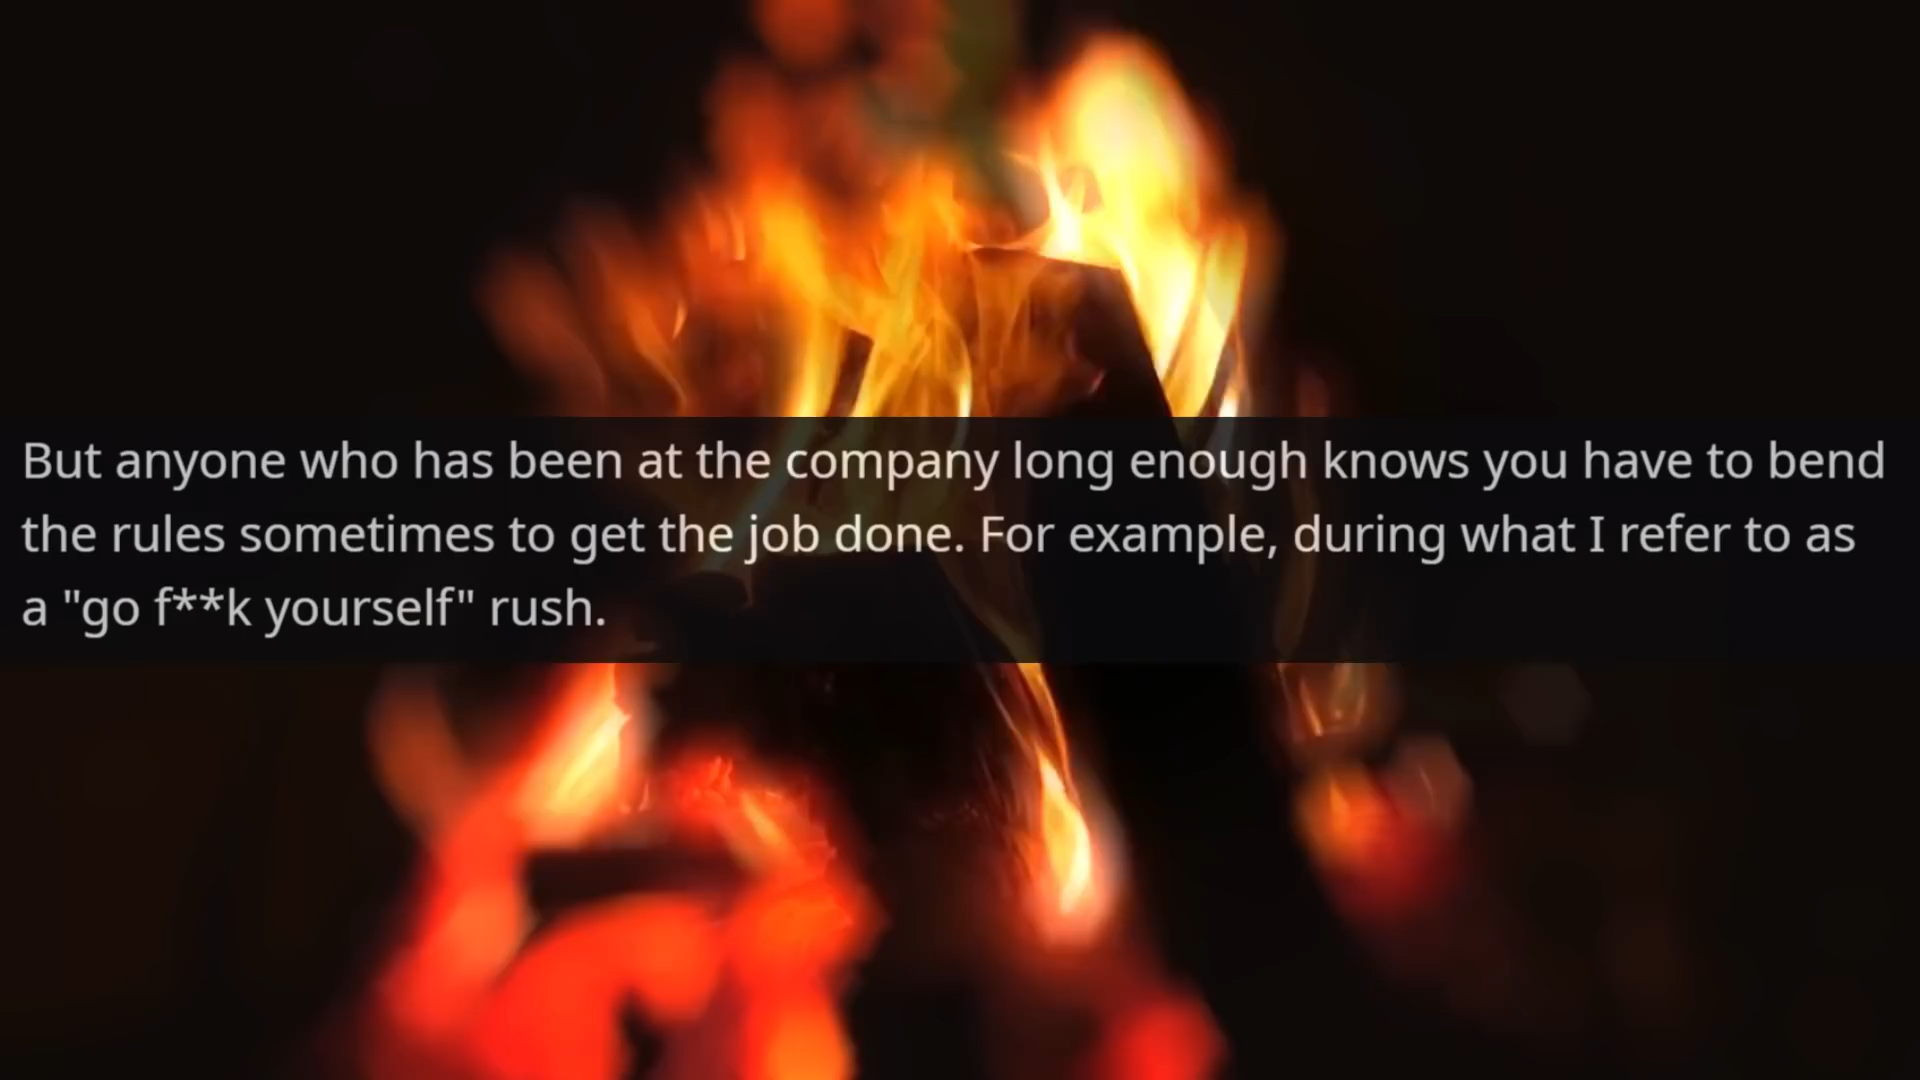 But anyone who has been at the company long enough knows you have to bend
the rules sometimes to get the job done. For example, during what I refer to as
a "go f**k yourself" rush.